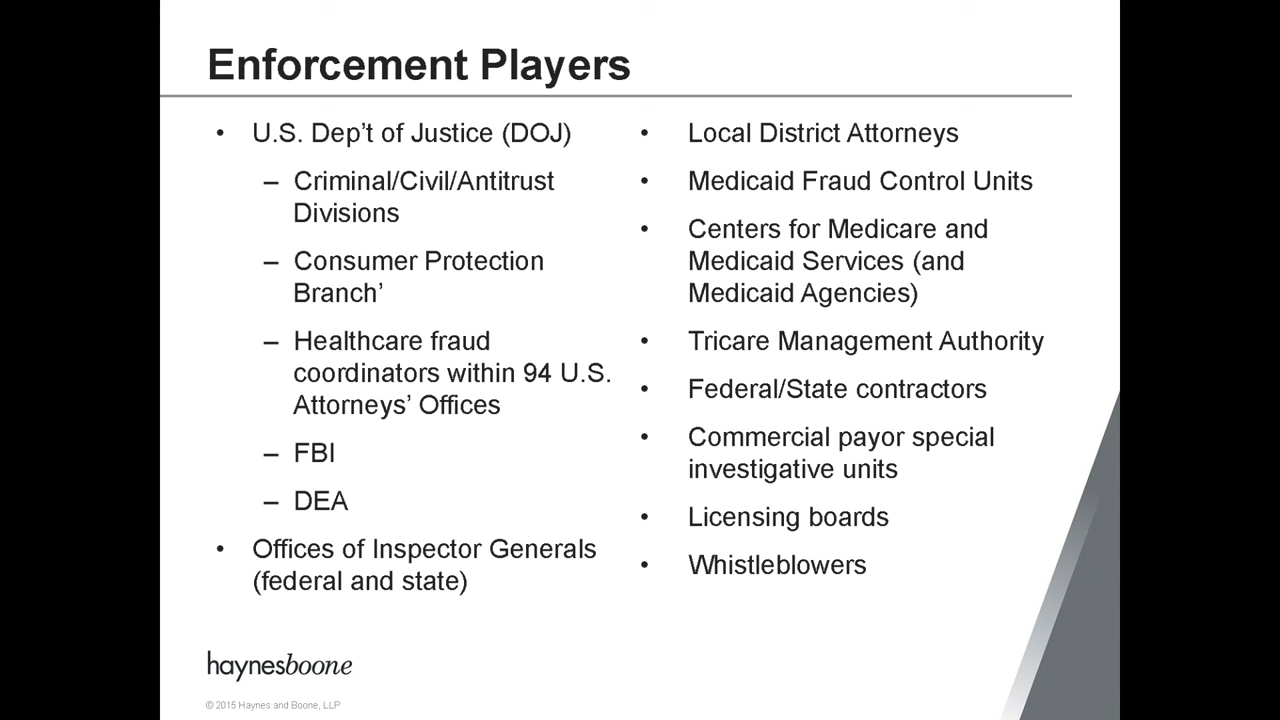 Enforcement Players
• U.S. Dep’t of Justice (DOJ)
– Criminal/Civil/Antitrust
Divisions
– Consumer Protection
Branch’
– Healthcare fraud
coordinators within 94 U.S.
Attorneys’ Offices
– FBI
– DEA
• Offices of Inspector Generals
(federal and state)
• Local District Attorneys
• Medicaid Fraud Control Units
• Centers for Medicare and
Medicaid Services (and
Medicaid Agencies)
• Tricare Management Authority
• Federal/State contractors
• Commercial payor special
investigative units
• Licensing boards
• Whistleblowers
haynesboone
© 2015 Haynes and Boone, LLP